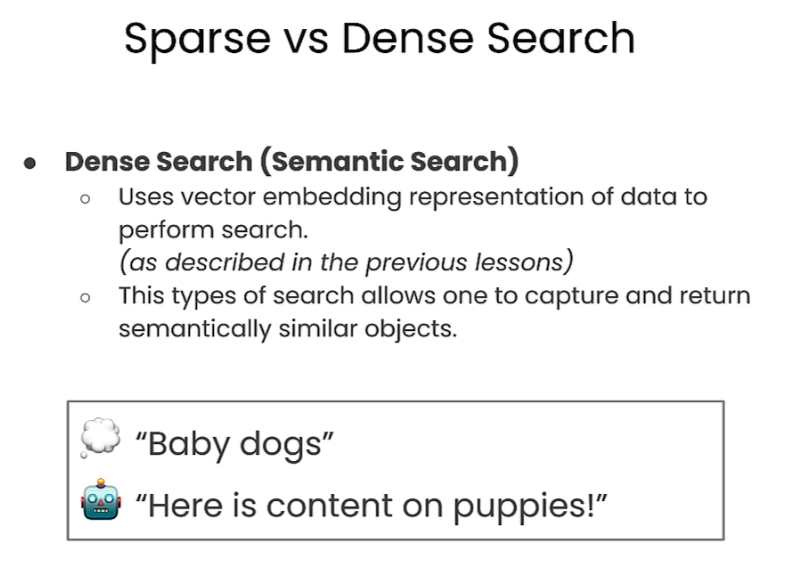 Sparse vs Dense Search
● Dense Search (Semantic Search)
○ Uses vector embedding representation of data to
perform search.
(as described in the previous lessons)
○ This types of search allows one to capture and return
semantically similar objects.
“Baby dogs”
“Here is content on puppies!”